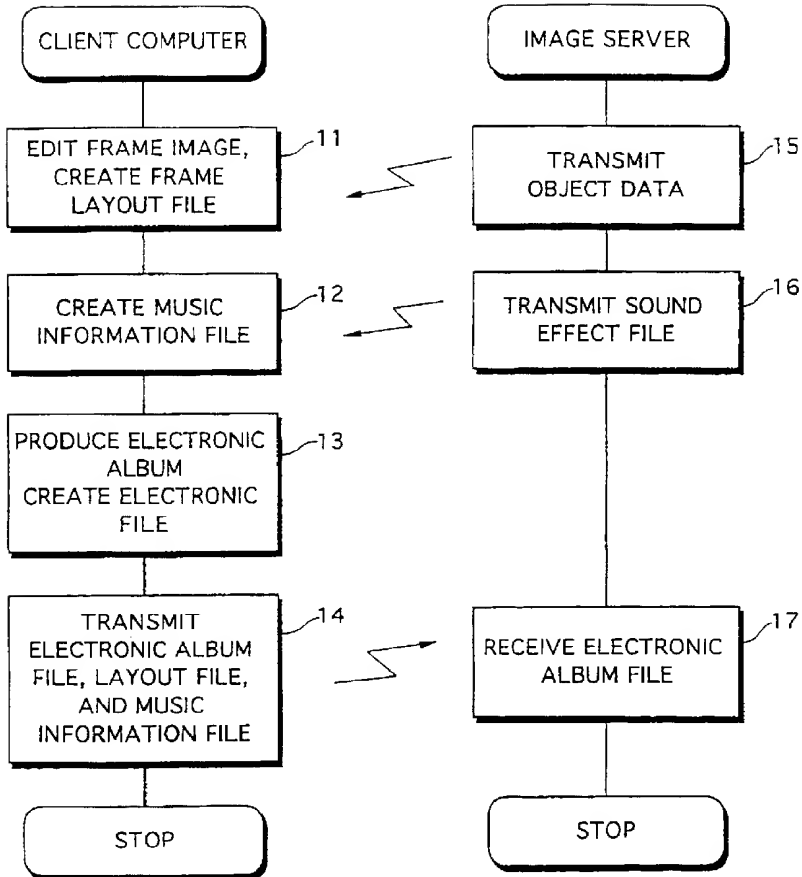 CLIENT COMPUTER
EDIT FRAME IMAGE,
CREATE FRAME
LAYOUT FILE
11
CREATE MUSIC
INFORMATION FILE
12
PRODUCE ELECTRONIC
ALBUM
CREATE ELECTRONIC
FILE
13
TRANSMIT
ELECTRONIC ALBUM
FILE, LAYOUT FILE,
AND MUSIC
INFORMATION FILE
14
STOP
IMAGE SERVER
TRANSMIT
OBJECT DATA
15
TRANSMIT SOUND
EFFECT FILE
16
RECEIVE ELECTRONIC
ALBUM FILE
17
STOP